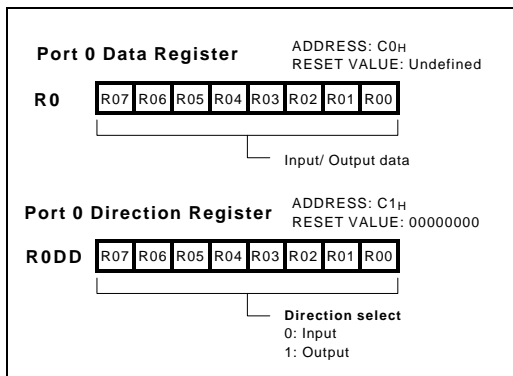 Port 0 Data Register
ADDRESS: C0H
RESET VALUE: Undefined
R0
R07 R06 R05 R04 R03 R02 R01 R00
Input/ Output data
Port 0 Direction Register
ADDRESS: C1H
RESET VALUE: 00000000
R0DD
R07 R06 R05 R04 R03 R02 R01 R00
Direction select
0: Input
1: Output